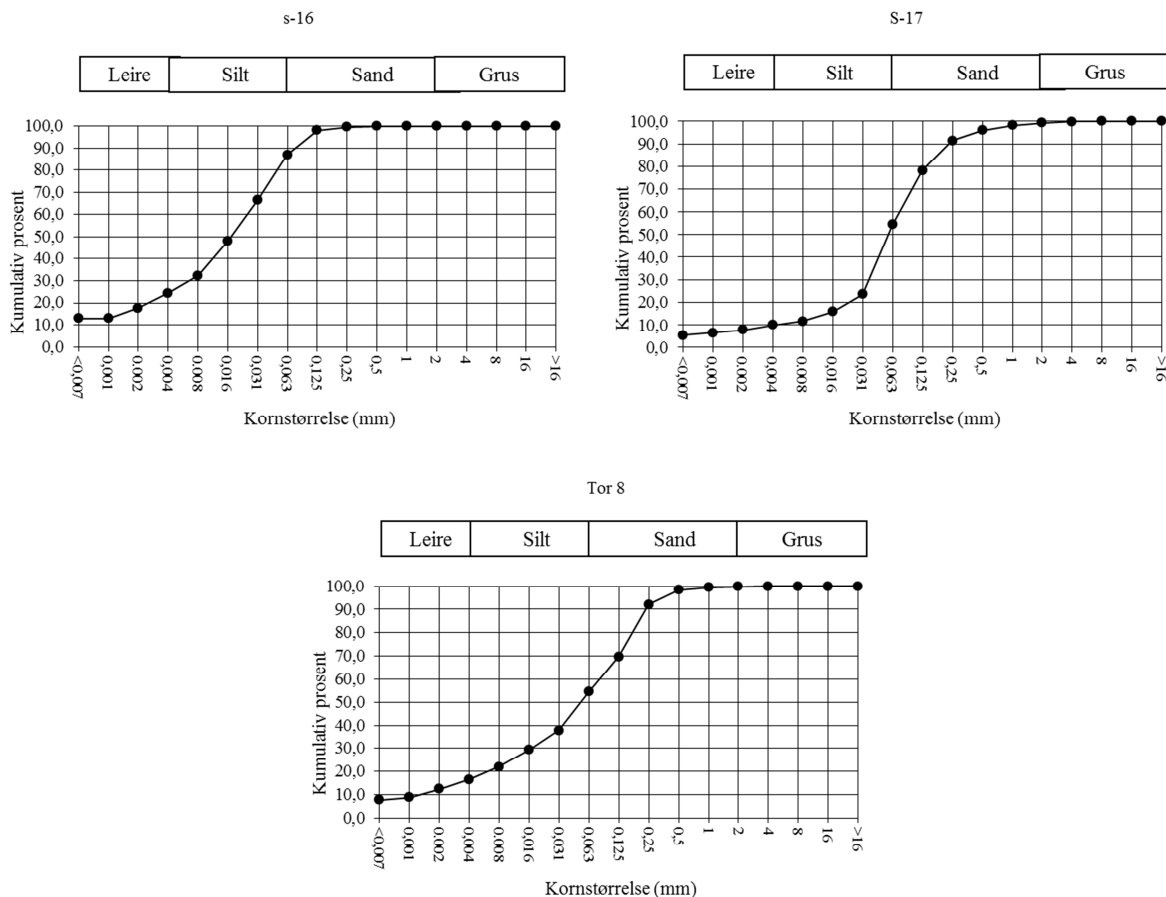 s-16
Leire Silt Sand Grus
100,0
90,0
80,0
70,0
60,0
50,0
40,0
30,0
20,0
10,0
0,0
Kumulativ prosent
<0,007 0,001 0.002 0,004 0.008 0,016 0,031 0,063 0,125 0,25 0,5 1 2 4 8 16 >16
Kornstørrelse (mm)
S-17
Leire Silt Sand Grus
100,0
90,0
80,0
70,0
60,0
50,0
40,0
30,0
20,0
10,0
0,0
Kumulativ prosent
<0,007 0,001 0.002 0,004 0,008 0,016 0,031 0,063 0,125 0,25 0,5 1 2 4 8 16 >16
Kornstørrelse (mm)
Tor 8
Leire Silt Sand Grus
100,0
90,0
80,0
70,0
60,0
50,0
40,0
30,0
20,0
10,0
0,0
Kumulativ prosent
<0,007 0,001 0.002 0,004 0.008 0,016 0,031 0,063 0,125 0,25 0,5 1 2 4 8 16 >16
Kornstørrelse (mm)